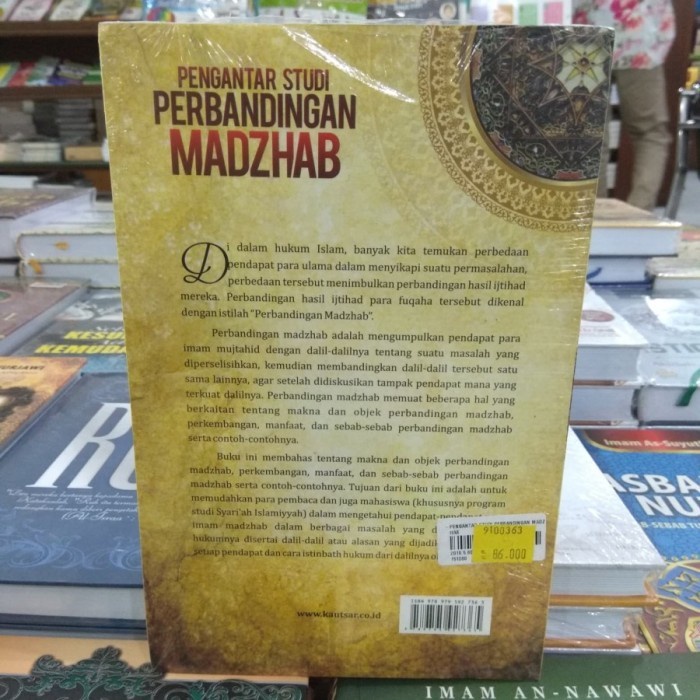 PENGANTAR STUDI
PERBANDINGAN
MADZHAB
Di dalam hukum Islam, banyak kita temukan perbedaan
pendapat para ulama dalam menyikapi suatu permasalahan,
perbedaan tersebut menimbulkan perbandingan hasil ijtihad
mereka. Perbandingan hasil ijtihad para fuqaha tersebut dikenal
dengan istilah "Perbandingan Madzhab".
Perbandingan madzhab adalah mengumpulkan pendapat para
imam mujtahid dengan dalil-dalilnya tentang suatu masalah yang
diperselisihkan, kemudian membandingkan dalil-dalil tersebut satu
sama lainnya, agar setelah didiskusikan tampak pendapat mana yang
terkuat dalilnya. Perbandingan madzhab memuat beberapa hal yang
berkaitan tentang makna dan objek perbandingan madzhab,
perkembangan, manfaat, dan sebab-sebab perbandingan madzhab
serta contoh-contohnya.
Buku ini membahas tentang makna dan objek perbandingan
madzhab, perkembangan, manfaat, dan sebab-sebab perbandingan
madzhab serta contoh-contohnya. Tujuan dari buku ini adalah untuk
memudahkan para pembaca dan juga mahasiswa (khususnya program
studi Syari'ah Islamiyyah) dalam mengetahui pendapat-pendapat
imam madzhab dalam berbagai masalah yang
hukumnya disertai dalil-dalil atau alasan yang
setiap pendapat dan cara istinbath hukum dari dalilnya
9100363
86.000
www.kautsar.co.id
Imam As-Suyut
IMAM AN-NAWAWI